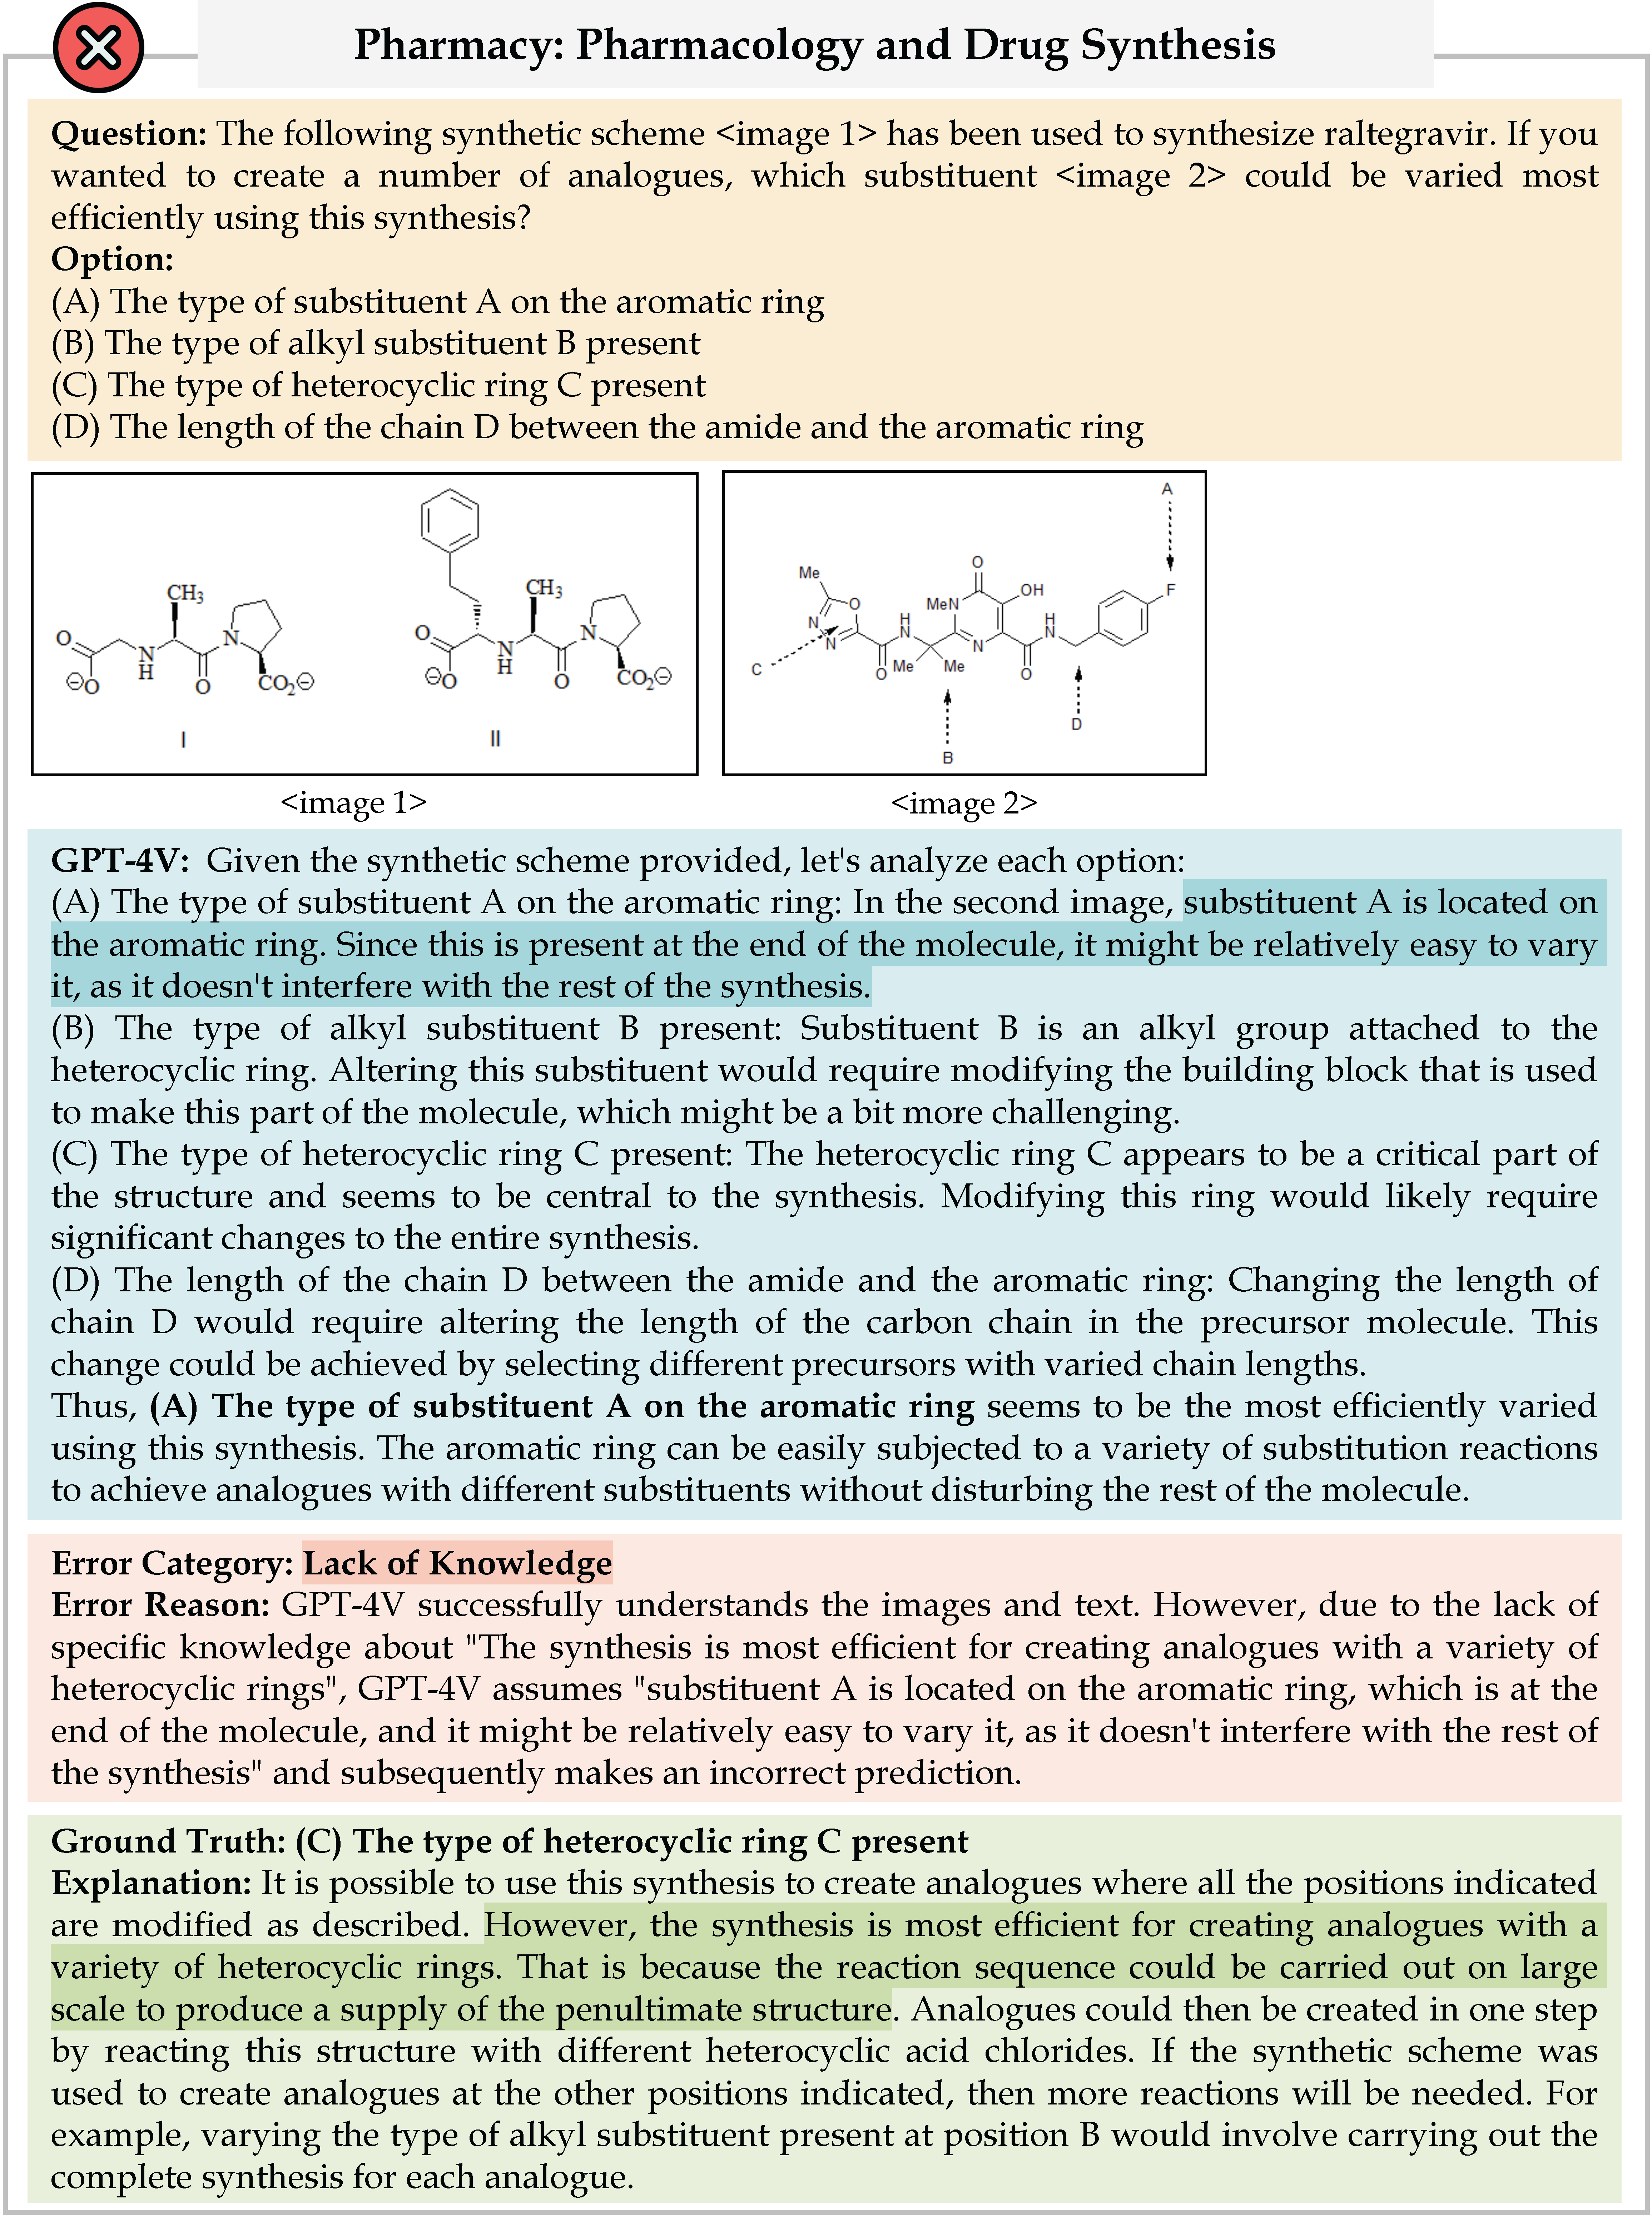 Pharmacy: Pharmacology and Drug Synthesis
Question: The following synthetic scheme <image 1> has been used to synthesize raltegravir. If you
wanted to create a number of analogues, which substituent <image 2> could be varied most
efficiently using this synthesis?
Option:
(A) The type of substituent A on the aromatic ring
(B) The type of alkyl substituent B present
(C) The type of heterocyclic ring C present
(D) The length of the chain D between the amide and the aromatic ring
CH3
O
N
H
O
N
⊖O
CO2⊖
I
CH3
O
N
H
O
N
⊖O
CO2⊖
II
A
Me
O
N
N
O
H
N
Me
Me
MeN
O
OH
N
H
N
O
F
C
B
D
<image 1>
<image 2>
GPT-4V: Given the synthetic scheme provided, let's analyze each option:
(A) The type of substituent A on the aromatic ring: In the second image, substituent A is located on
the aromatic ring. Since this is present at the end of the molecule, it might be relatively easy to vary
it, as it doesn't interfere with the rest of the synthesis.
(B) The type of alkyl substituent B present: Substituent B is an alkyl group attached to the
heterocyclic ring. Altering this substituent would require modifying the building block that is used
to make this part of the molecule, which might be a bit more challenging.
(C) The type of heterocyclic ring C present: The heterocyclic ring C appears to be a critical part of
the structure and seems to be central to the synthesis. Modifying this ring would likely require
significant changes to the entire synthesis.
(D) The length of the chain D between the amide and the aromatic ring: Changing the length of
chain D would require altering the length of the carbon chain in the precursor molecule. This
change could be achieved by selecting different precursors with varied chain lengths.
Thus, (A) The type of substituent A on the aromatic ring seems to be the most efficiently varied
using this synthesis. The aromatic ring can be easily subjected to a variety of substitution reactions
to achieve analogues with different substituents without disturbing the rest of the molecule.
Error Category: Lack of Knowledge
Error Reason: GPT-4V successfully understands the images and text. However, due to the lack of
specific knowledge about "The synthesis is most efficient for creating analogues with a variety of
heterocyclic rings", GPT-4V assumes "substituent A is located on the aromatic ring, which is at the
end of the molecule, and it might be relatively easy to vary it, as it doesn't interfere with the rest of
the synthesis" and subsequently makes an incorrect prediction.
Ground Truth: (C) The type of heterocyclic ring C present
Explanation: It is possible to use this synthesis to create analogues where all the positions indicated
are modified as described. However, the synthesis is most efficient for creating analogues with a
variety of heterocyclic rings. That is because the reaction sequence could be carried out on large
scale to produce a supply of the penultimate structure. Analogues could then be created in one step
by reacting this structure with different heterocyclic acid chlorides. If the synthetic scheme was
used to create analogues at the other positions indicated, then more reactions will be needed. For
example, varying the type of alkyl substituent present at position B would involve carrying out the
complete synthesis for each analogue.